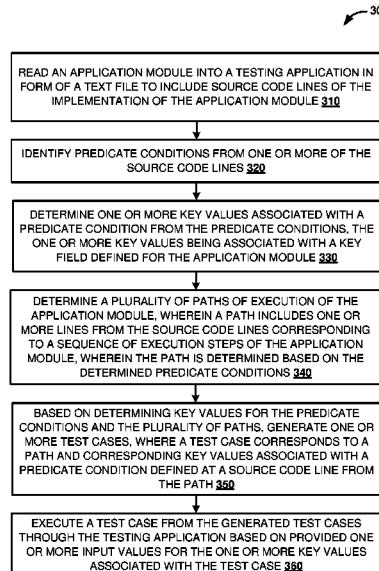 30
READ AN APPLICATION MODULE INTO A TESTING APPLICATION IN
FORM OF A TEXT FILE TO INCLUDE SOURCE CODE LINES OF THE
IMPLEMENTATION OF THE APPLICATION MODULE 310
IDENTIFY PREDICATE CONDITIONS FROM ONE OR MORE OF THE
SOURCE CODE LINES 320
DETERMINE ONE OR MORE KEY VALUES ASSOCIATED WITH A
PREDICATE CONDITION FROM THE PREDICATE CONDITIONS, THE
ONE OR MORE KEY VALUES BEING ASSOCIATED WITH A KEY
FIELD DEFINED FOR THE APPLICATION MODULE 330
DETERMINE A PLURALITY OF PATHS OF EXECUTION OF THE
APPLICATION MODULE, WHEREIN A PATH INCLUDES ONE OR
MORE LINES FROM THE SOURCE CODE LINES CORRESPONDING
TO A SEQUENCE OF EXECUTION STEPS OF THE APPLICATION
MODULE, WHEREIN THE PATH IS DETERMINED BASED ON THE
DETERMINED PREDICATE CONDITIONS 340
BASED ON DETERMINING KEY VALUES FOR THE PREDICATE
CONDITIONS AND THE PLURALITY OF PATHS, GENERATE ONE OR
MORE TEST CASES, WHERE A TEST CASE CORRESPONDS TO A
PATH AND CORRESPONDING KEY VALUES ASSOCIATED WITH A
PREDICATE CONDITION DEFINED AT A SOURCE CODE LINE FROM
THE PATH 350
EXECUTE A TEST CASE FROM THE GENERATED TEST CASES
THROUGH THE TESTING APPLICATION BASED ON PROVIDED ONE
OR MORE INPUT VALUES FOR THE ONE OR MORE KEY VALUES
ASSOCIATED WITH THE TEST CASE 360